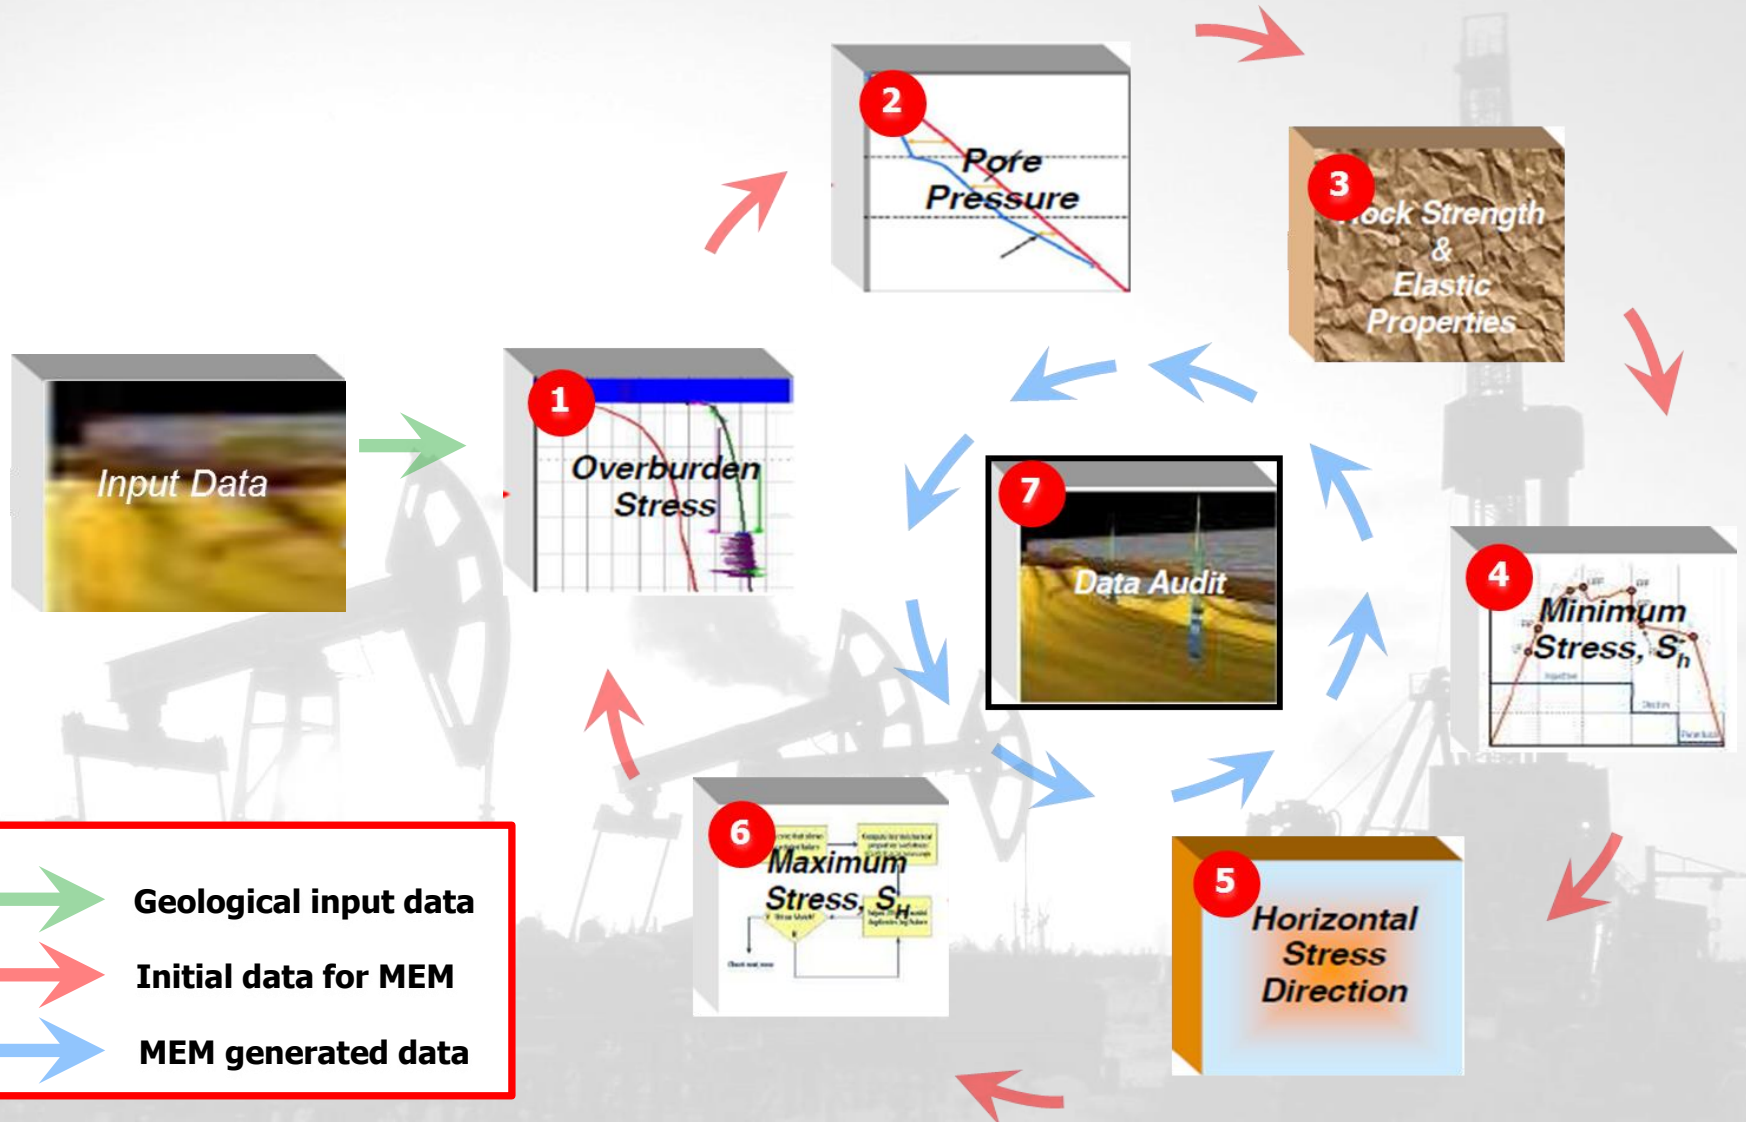 2
Pore
Pressure
3
Rock Strength
&
Elastic
Properties
Input Data
1
Overburden
Stress
7
Data Audit
4
Minimum
Stress, Sh
6
Maximum
Stress, SH
5
Horizontal
Stress
Direction
Geological input data
Initial data for MEM
MEM generated data